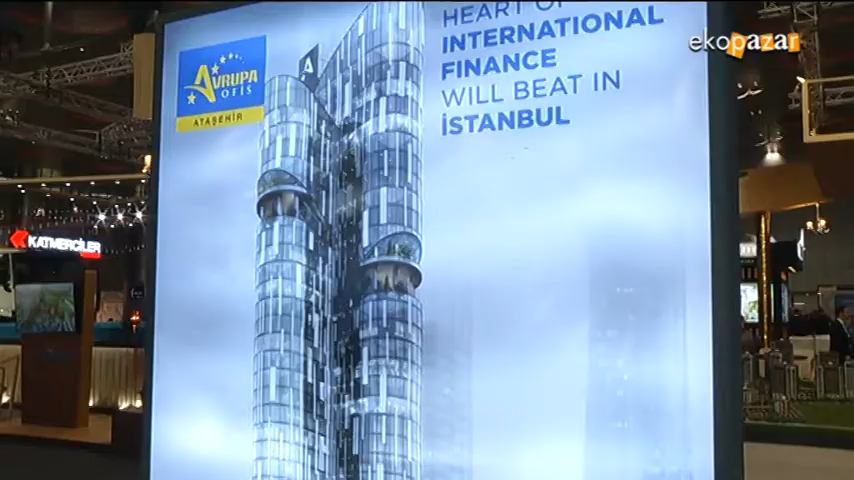 HEART OF
INTERNATIONAL
FINANCE
WILL BEAT IN
İSTANBUL
AVRUPA
OFİS
ATAŞEHİR
ekopazar
KATMERCİLER